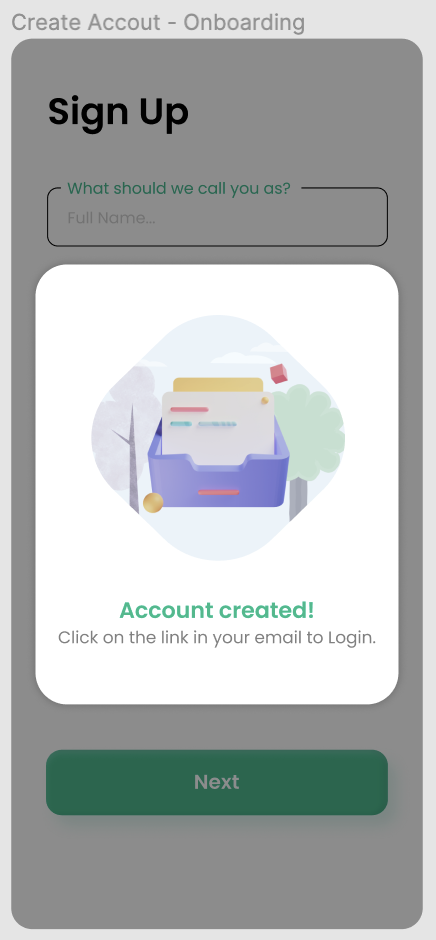 Create Accout - Onboarding
Sign Up
What should we call you as?
Full Name...
Account created!
Click on the link in your email to Login.
Next